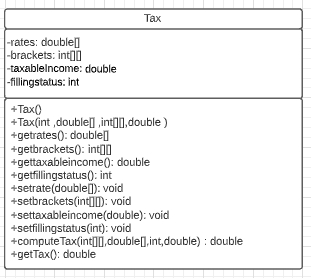 Tax
-rates: double[]
-brackets: int[][]
-taxableIncome: double
-fillingstatus: int
+Tax()
+Tax(int ,double[] ,int[][],double )
+getrates(): double[]
+getbrackets(): int[][]
+gettaxableincome(): double
+getfillingstatus(): int
+setrate(double[]): void
+setbrackets(int[][]): void
+settaxableincome(double): void
+setfillingstatus(int): void
+computeTax(int[][],double[],int,double) : double
+getTax(): double